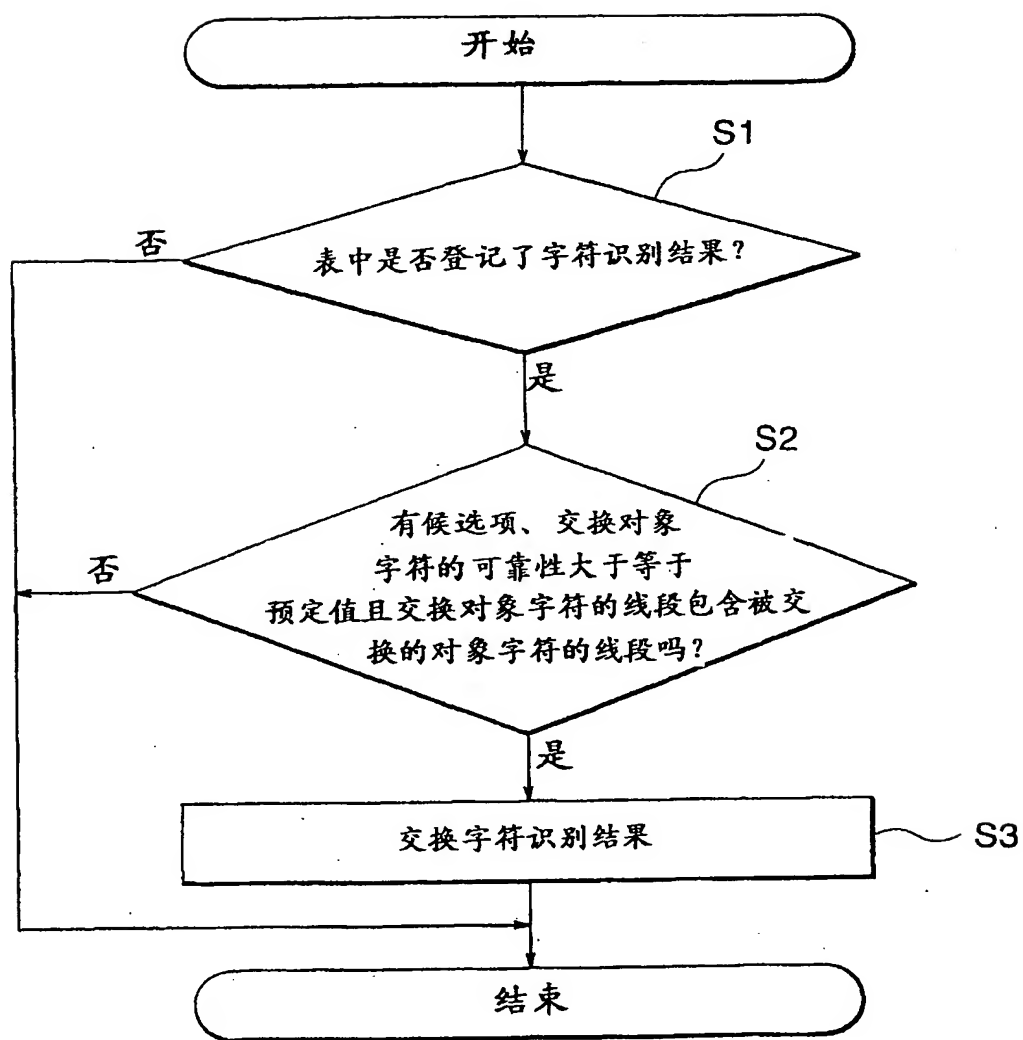 开始
S1
否
表中是否登记了字符识别结果？
是
S2
有候选项、交换对象
字符的可靠性大于等于
否
预定值且交换对象字符的线段包含被交
换的对象字符的线段吗？
是
交换字符识别结果
S3
结束